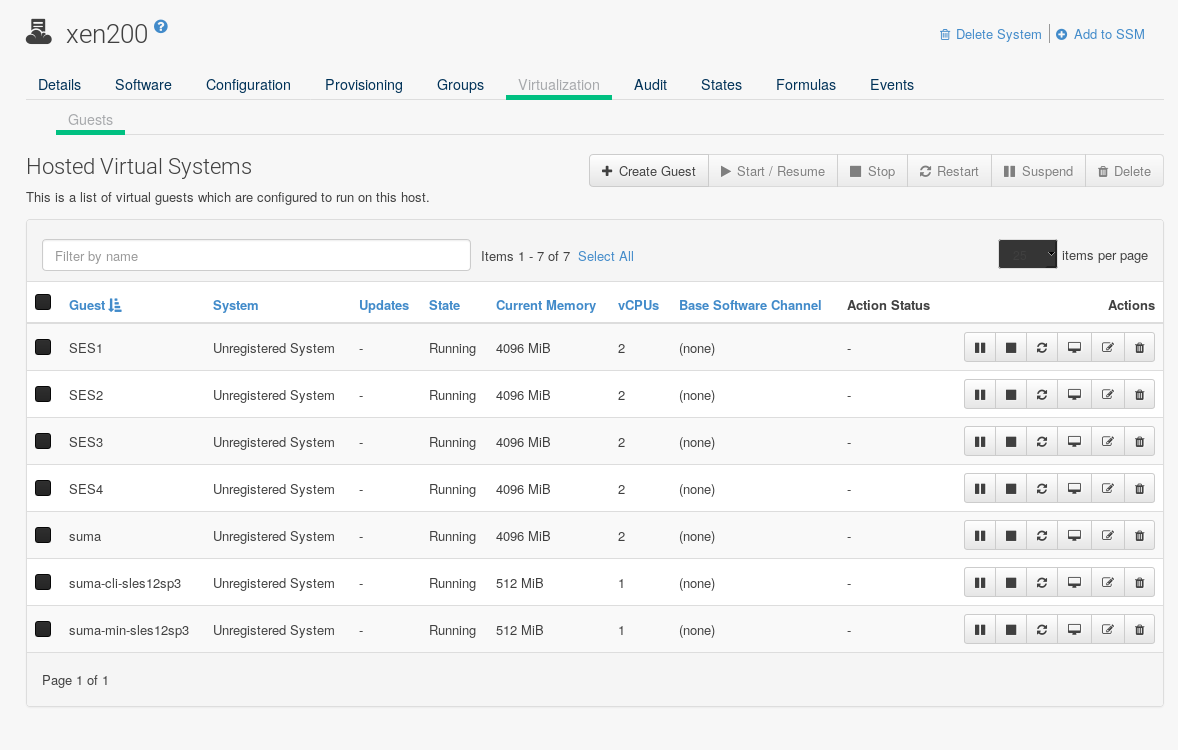 xen200
Delete System Add to SSM
Details Software Configuration Provisioning Groups Virtualization Audit States Formulas Events
Guests
Hosted Virtual Systems
Create Guest Start / Resume Stop Restart Suspend Delete
This is a list of virtual guests which are configured to run on this host.
Filter by name Items 1 - 7 of 7 Select All 25 items per page
Guest System Updates State Current Memory vCPUs Base Software Channel Action Status Actions
SES1 Unregistered System - Running 4096 MiB 2 (none) -
SES2 Unregistered System - Running 4096 MiB 2 (none) -
SES3 Unregistered System - Running 4096 MiB 2 (none) -
SES4 Unregistered System - Running 4096 MiB 2 (none) -
suma Unregistered System - Running 4096 MiB 2 (none) -
suma-cli-sles12sp3 Unregistered System - Running 512 MiB 1 (none) -
suma-min-sles12sp3 Unregistered System - Running 512 MiB 1 (none) -
Page 1 of 1